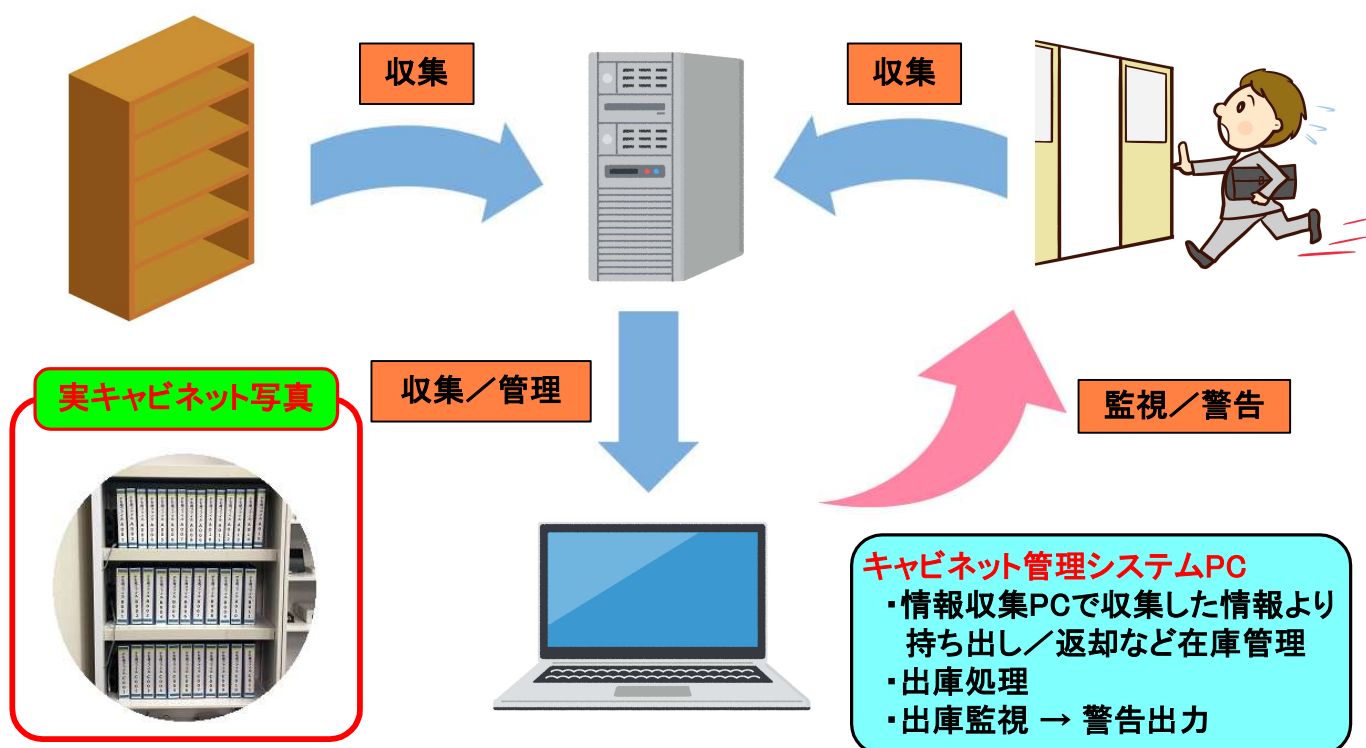 収集
収集
実キャビネット写真
収集／管理
監視／警告
キャビネット管理システムPC
・情報収集PCで収集した情報より
持ち出し／返却など在庫管理
・出庫処理
・出庫監視 → 警告出力